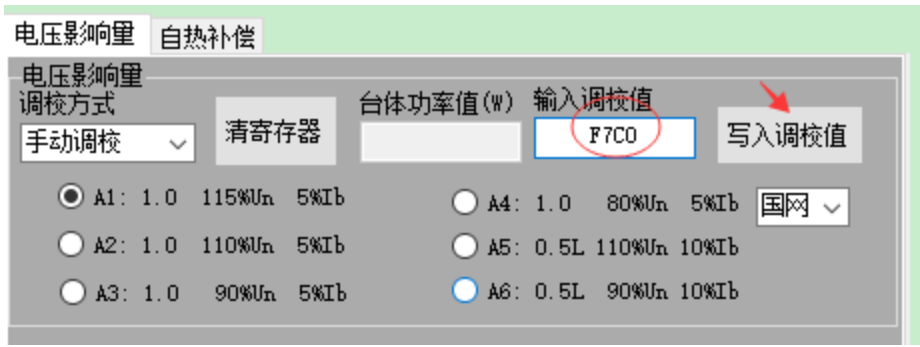 电压影响量 自热补偿
电压影响量
调校方式 台体功率值(W) 输入调校值
手动调校 清寄存器 F7C0 写入调校值
A1: 1.0 115%Un 5%Ib A4: 1.0 80%Un 5%Ib 国网
A2: 1.0 110%Un 5%Ib A5: 0.5L 110%Un 10%Ib
A3: 1.0 90%Un 5%Ib A6: 0.5L 90%Un 10%Ib